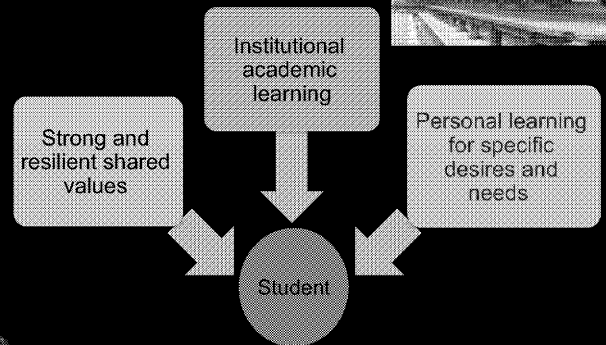 Institutional
academic
learning
Strong and
resilient shared
values
Personal learning
for specific
desires and
needs
Student